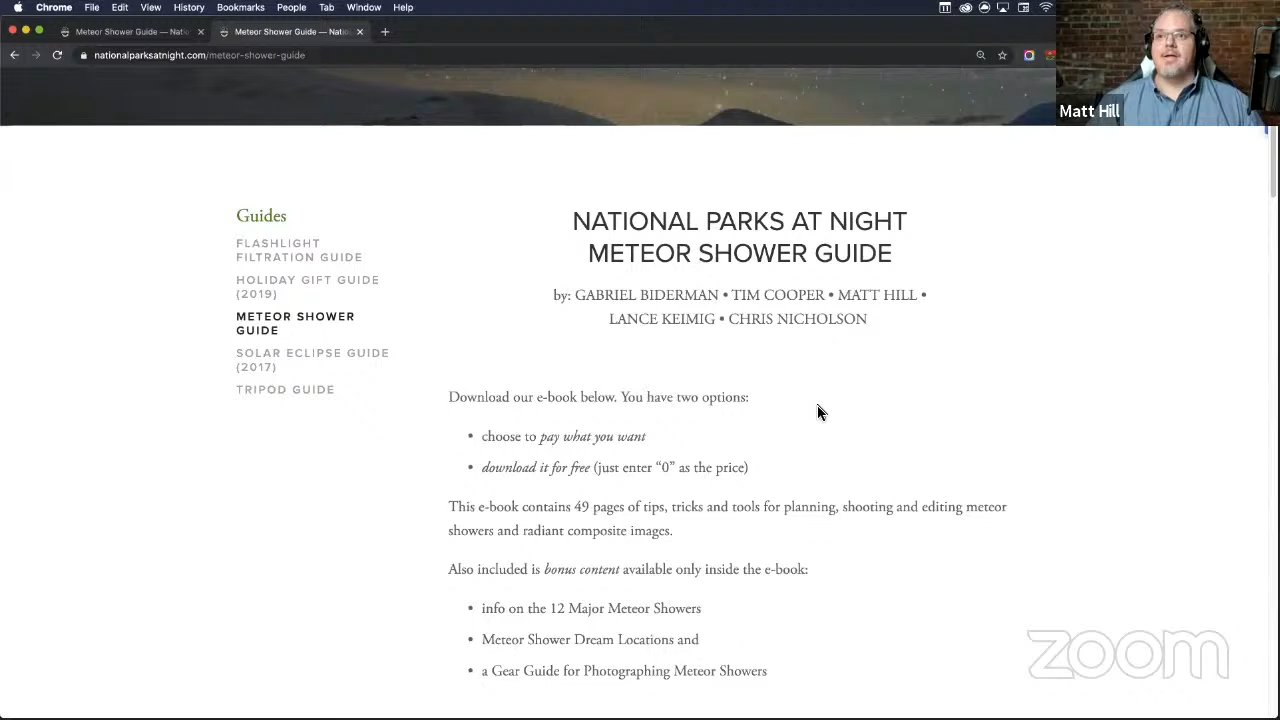 Chrome File Edit View History Bookmarks People Tab Window Help
Meteor Shower Guide — Natio
Meteor Shower Guide — Natio
nationalparksatnight.com/meteor-shower-guide
Matt Hill
Guides
FLASHLIGHT
FILTRATION GUIDE
HOLIDAY GIFT GUIDE
(2019)
METEOR SHOWER
GUIDE
SOLAR ECLIPSE GUIDE
(2017)
TRIPOD GUIDE
NATIONAL PARKS AT NIGHT
METEOR SHOWER GUIDE
by: GABRIEL BIDERMAN • TIM COOPER • MATT HILL •
LANCE KEIMIG • CHRIS NICHOLSON
Download our e-book below. You have two options:
• choose to pay what you want
• download it for free (just enter “0” as the price)
This e-book contains 49 pages of tips, tricks and tools for planning, shooting and editing meteor
showers and radiant composite images.
Also included is bonus content available only inside the e-book:
• info on the 12 Major Meteor Showers
• Meteor Shower Dream Locations and
• a Gear Guide for Photographing Meteor Showers
zoom